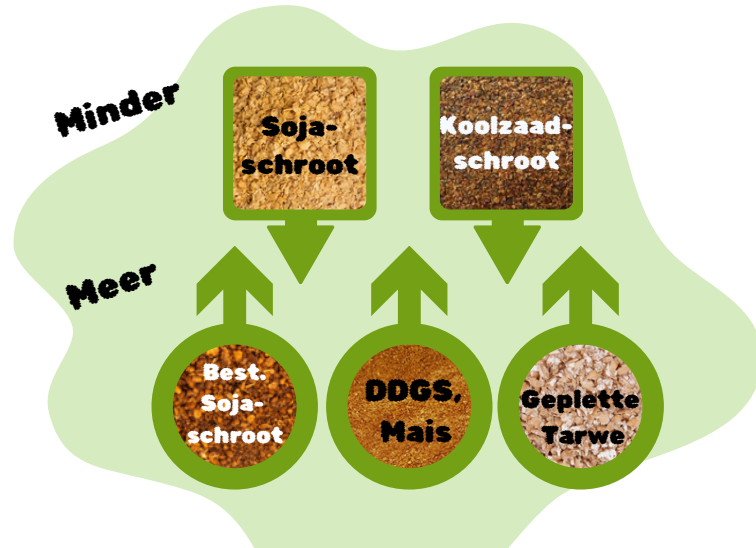 Minder
Soja-
schroot
Koolzaad-
schroot
Meer
Best.
Soja-
schroot
DDGS,
Mais
Geplette
Tarwe